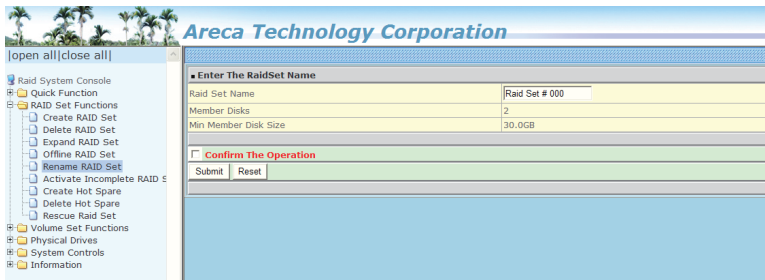 Areca Technology Corporation
|open all|close all|
Raid System Console
Quick Function
RAID Set Functions
Create RAID Set
Delete RAID Set
Expand RAID Set
Offline RAID Set
Rename RAID Set
Activate Incomplete RAID S
Create Hot Spare
Delete Hot Spare
Rescue Raid Set
Volume Set Functions
Physical Drives
System Controls
Information
Enter The RaidSet Name
Raid Set Name Raid Set # 000
Member Disks 2
Min Member Disk Size 30.0GB
Confirm The Operation
Submit Reset